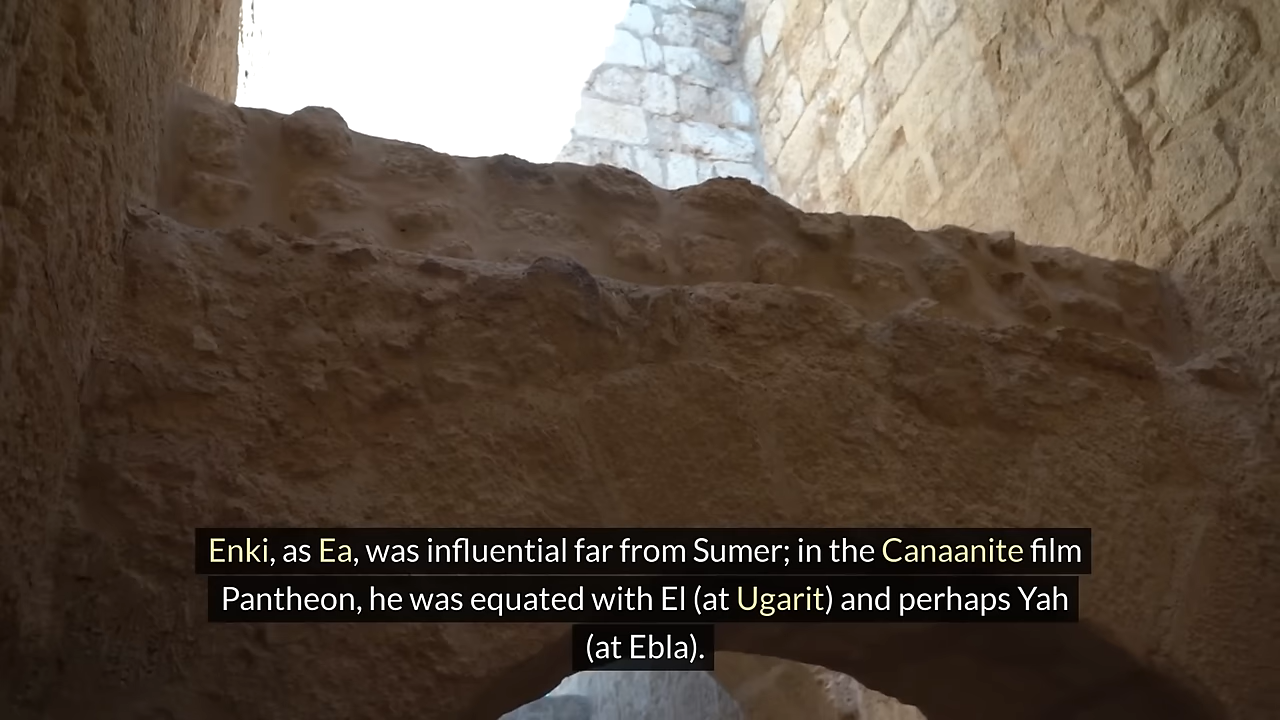 Enki, as Ea, was influential far from Sumer; in the Canaanite film
Pantheon, he was equated with El (at Ugarit) and perhaps Yah
(at Ebla).